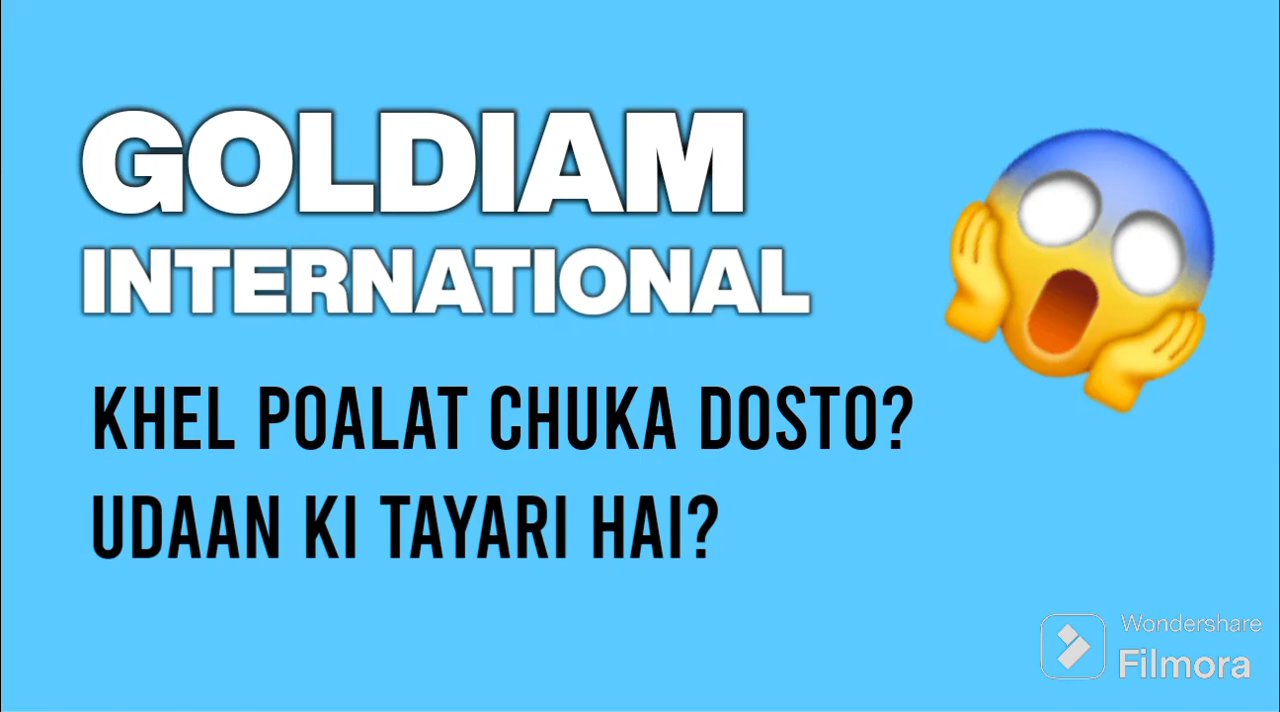 GOLDIAM
INTERNATIONAL
KHEL POALAT CHUKA DOSTO?
UDAAN KI TAYARI HAI?
Wondershare
Filmora